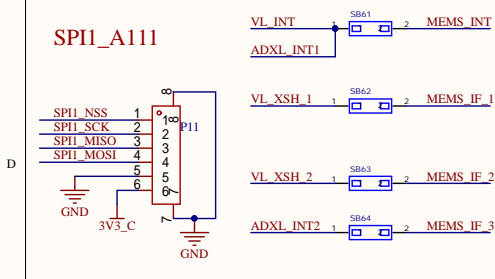 SPI1_A111
SB61
VL_INT 1 2 MEMS_INT
ADXL_INT1
SB62
VL_XSH_1 1 2 MEMS_IF_1
SB63
VL_XSH_2 1 2 MEMS_IF_2
SB64
ADXL_INT2 1 2 MEMS_IF_3
8
SPI1_NSS 1 1 8 P11
SPI1_SCK 2 2
SPI1_MISO 3 3
SPI1_MOSI 4 4
5 5
6 6 7
7
GND
3V3_C
GND
D